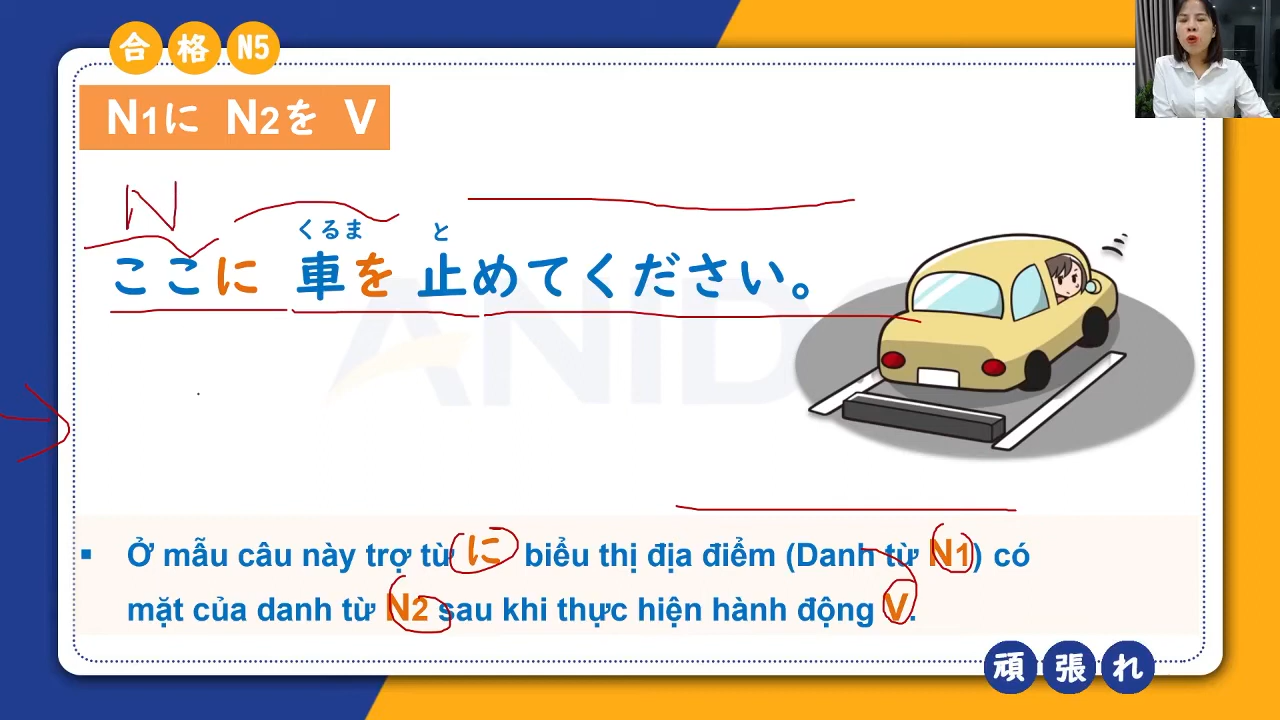 合格 N5
N1に N2を V
N
くるま と
ここに 車を 止めてください。
ANID
Ở mẫu câu này trợ từ に biểu thị địa điểm (Danh từ N1) có
mặt của danh từ N2 sau khi thực hiện hành động V.
頑張れ